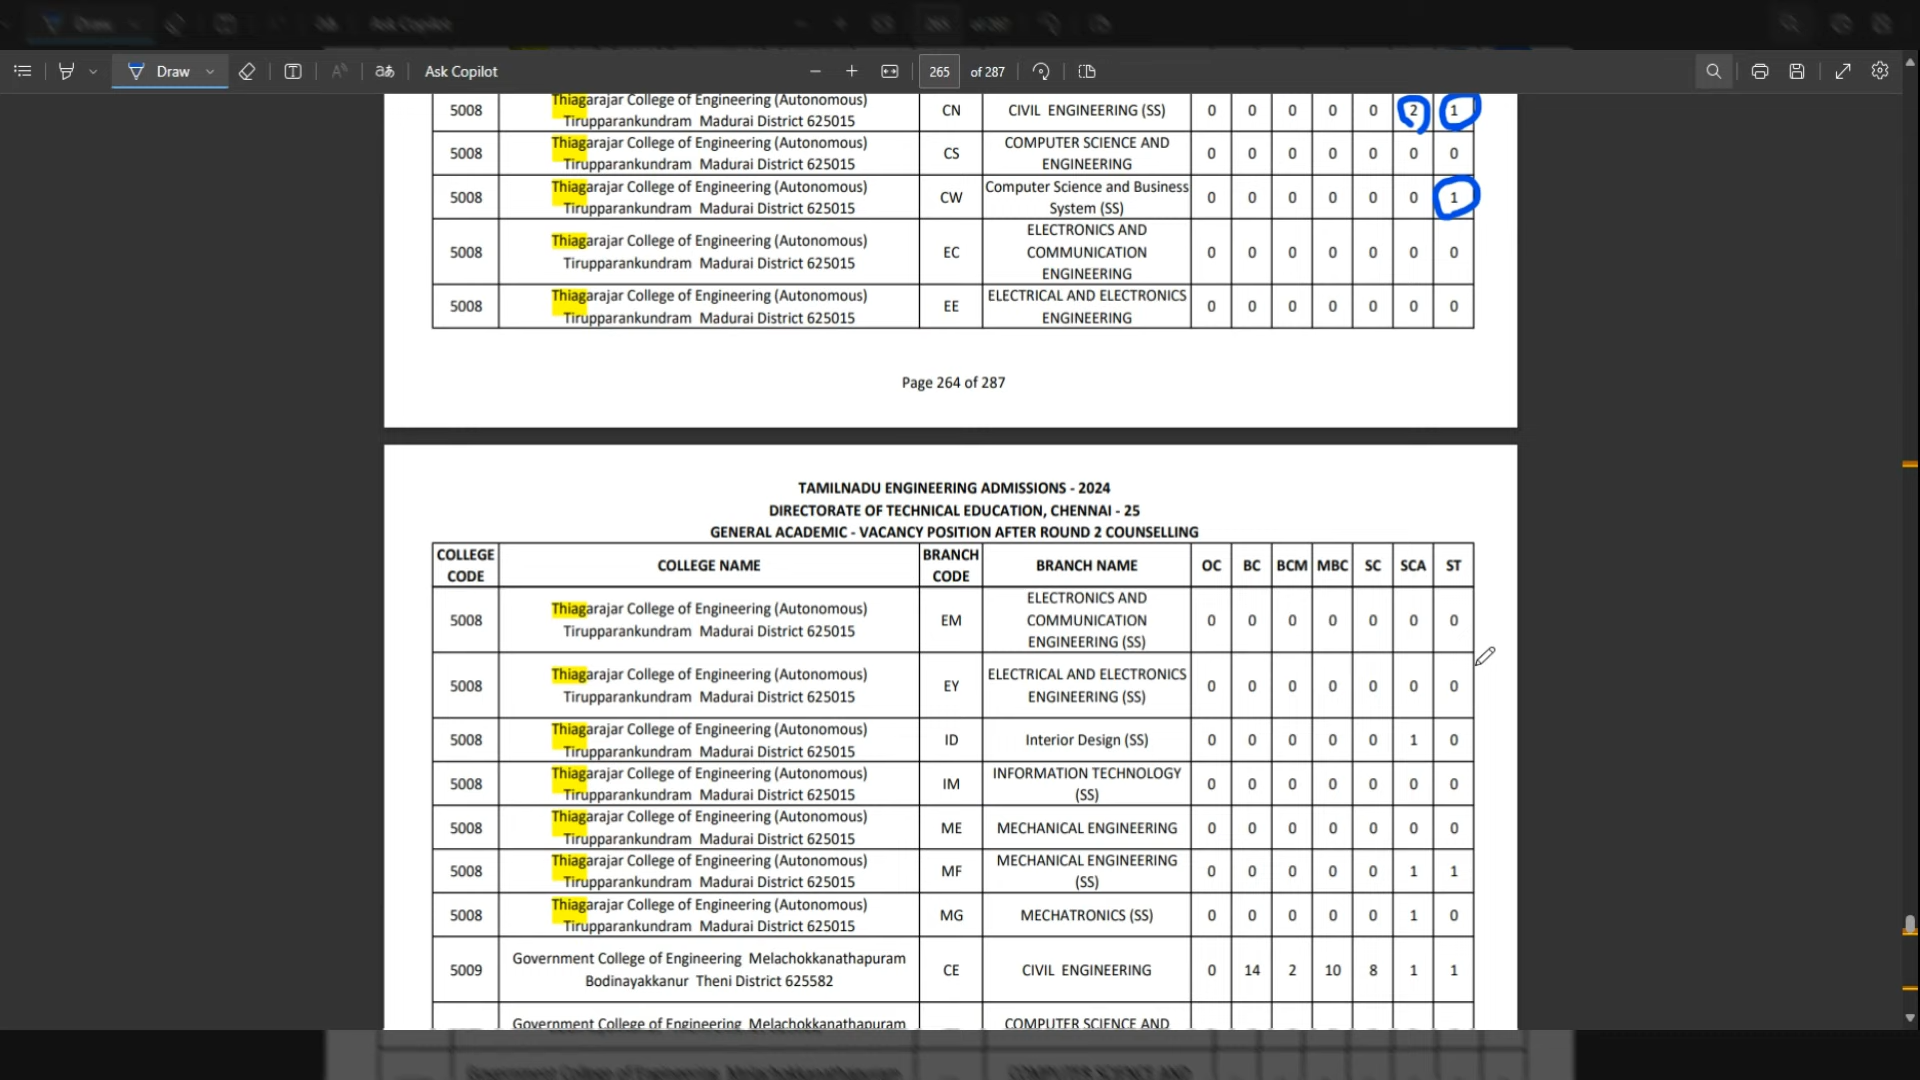 Draw
Ask Copilot
265
of 287
5008 Thiagarajar College of Engineering (Autonomous) CN CIVIL ENGINEERING (SS) 0 0 0 0 0 2 1
Tirupparankundram Madurai District 625015
5008 Thiagarajar College of Engineering (Autonomous) CS COMPUTER SCIENCE AND 0 0 0 0 0 0 0
Tirupparankundram Madurai District 625015 ENGINEERING
5008 Thiagarajar College of Engineering (Autonomous) CW Computer Science and Business 0 0 0 0 0 0 1
Tirupparankundram Madurai District 625015 System (SS)
5008 Thiagarajar College of Engineering (Autonomous) EC ELECTRONICS AND 0 0 0 0 0 0 0
Tirupparankundram Madurai District 625015 COMMUNICATION
ENGINEERING
5008 Thiagarajar College of Engineering (Autonomous) EE ELECTRICAL AND ELECTRONICS 0 0 0 0 0 0 0
Tirupparankundram Madurai District 625015 ENGINEERING
Page 264 of 287
TAMILNADU ENGINEERING ADMISSIONS - 2024
DIRECTORATE OF TECHNICAL EDUCATION, CHENNAI - 25
GENERAL ACADEMIC - VACANCY POSITION AFTER ROUND 2 COUNSELLING
COLLEGE COLLEGE NAME BRANCH BRANCH NAME OC BC BCM MBC SC SCA ST
CODE CODE
5008 Thiagarajar College of Engineering (Autonomous) EM ELECTRONICS AND 0 0 0 0 0 0 0
Tirupparankundram Madurai District 625015 COMMUNICATION
ENGINEERING (SS)
5008 Thiagarajar College of Engineering (Autonomous) EY ELECTRICAL AND ELECTRONICS 0 0 0 0 0 0 0
Tirupparankundram Madurai District 625015 ENGINEERING (SS)
5008 Thiagarajar College of Engineering (Autonomous) ID Interior Design (SS) 0 0 0 0 0 1 0
Tirupparankundram Madurai District 625015
5008 Thiagarajar College of Engineering (Autonomous) IM INFORMATION TECHNOLOGY 0 0 0 0 0 0 0
Tirupparankundram Madurai District 625015 (SS)
5008 Thiagarajar College of Engineering (Autonomous) ME MECHANICAL ENGINEERING 0 0 0 0 0 0 0
Tirupparankundram Madurai District 625015
5008 Thiagarajar College of Engineering (Autonomous) MF MECHANICAL ENGINEERING 0 0 0 0 0 1 1
Tirupparankundram Madurai District 625015 (SS)
5008 Thiagarajar College of Engineering (Autonomous) MG MECHATRONICS (SS) 0 0 0 0 0 1 0
Tirupparankundram Madurai District 625015
5009 Government College of Engineering Melachokkanathapuram CE CIVIL ENGINEERING 0 14 2 10 8 1 1
Bodinayakkanur Theni District 625582
Government College of Engineering Melachokkanathapuram COMPUTER SCIENCE AND